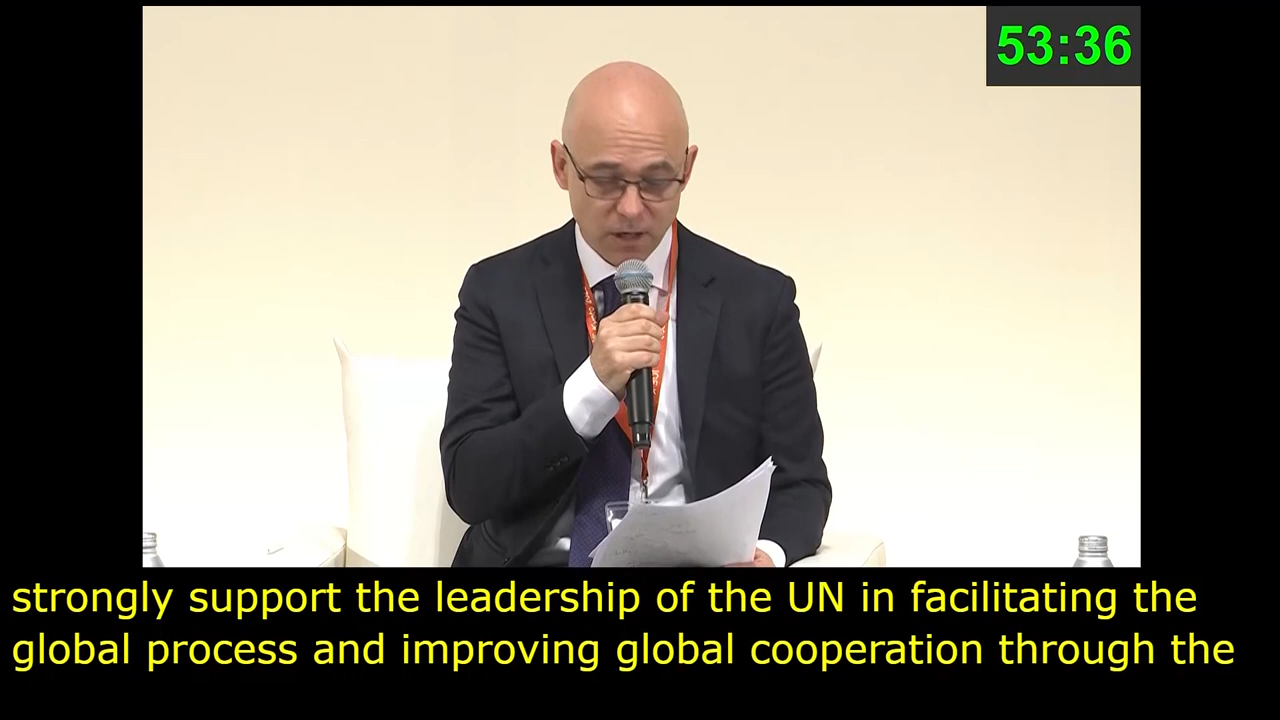 53:36
strongly support the leadership of the UN in facilitating the
global process and improving global cooperation through the